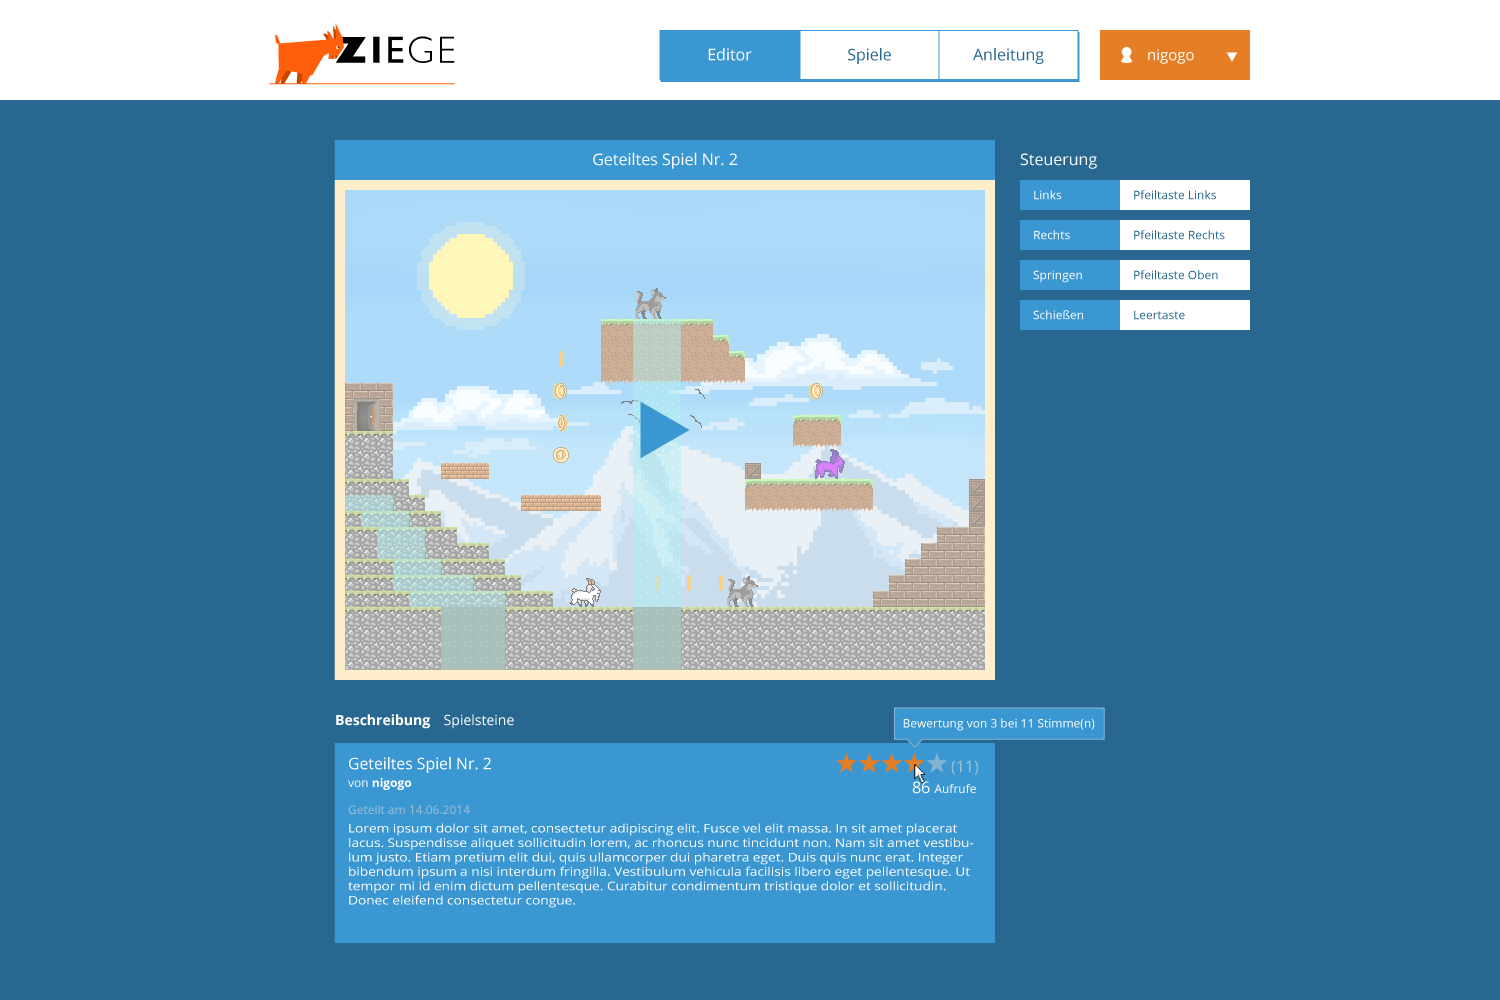 ZIEGE
Editor
Spiele
Anleitung
nigogo
Geteiltes Spiel Nr. 2
Steuerung
Links
Pfeiltaste Links
Rechts
Pfeiltaste Rechts
Springen
Pfeiltaste Oben
Schießen
Leertaste
Beschreibung
Spielsteine
Bewertung von 3 bei 11 Stimme(n)
Geteiltes Spiel Nr. 2
(11)
von nigogo
86 Aufrufe
Geteilt am 14.06.2014
Lorem ipsum dolor sit amet, consectetur adipiscing elit. Fusce vel elit massa. In sit amet placerat
lacus. Suspendisse aliquet sollicitudin lorem, ac rhoncus nunc tincidunt non. Nam sit amet vestibu-
lum justo. Etiam pretium elit dui, quis ullamcorper dui pharetra eget. Duis quis nunc erat. Integer
bibendum ipsum a nisi interdum fringilla. Vestibulum vehicula facilisis libero eget pellentesque. Ut
tempor mi id enim dictum pellentesque. Curabitur condimentum tristique dolor et sollicitudin.
Donec eleifend consectetur congue.